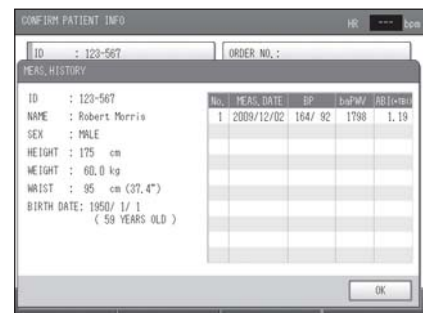 CONFIRM PATIENT INFO HR --- bpm
ID : 123-567 ORDER NO. :
MEAS. HISTORY
ID : 123-567
NAME : Robert Morris
SEX : MALE
HEIGHT : 175 cm
WEIGHT : 60.0 kg
WAIST : 95 cm (37.4")
BIRTH DATE: 1950/ 1/ 1
( 59 YEARS OLD )
No. MEAS. DATE BP baPWV ABI(+TBI)
1 2009/12/02 164/ 92 1798 1.19
OK